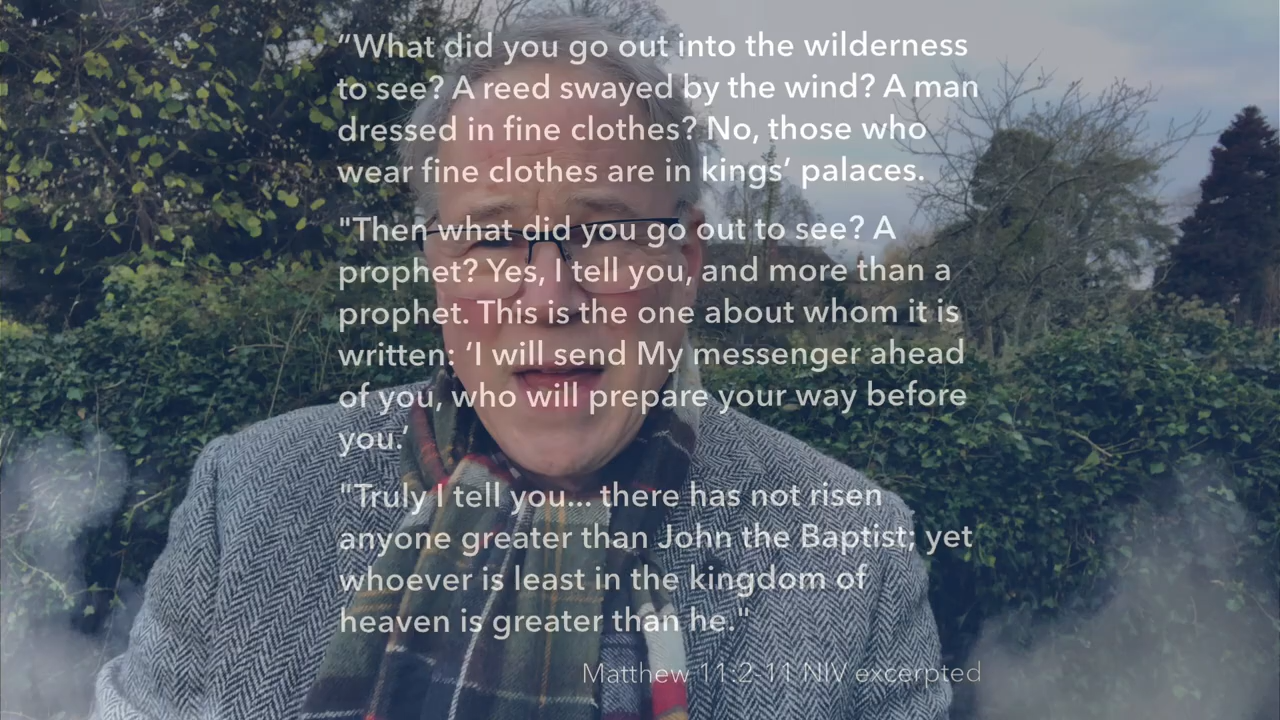 “What did you go out into the wilderness
to see? A reed swayed by the wind? A man
dressed in fine clothes? No, those who
wear fine clothes are in kings’ palaces.
"Then what did you go out to see? A
prophet? Yes, I tell you, and more than a
prophet. This is the one about whom it is
written: ‘I will send My messenger ahead
of you, who will prepare your way before
you.’
"Truly I tell you... there has not risen
anyone greater than John the Baptist; yet
whoever is least in the kingdom of
heaven is greater than he."
Matthew 11:2-11 NIV excerpted